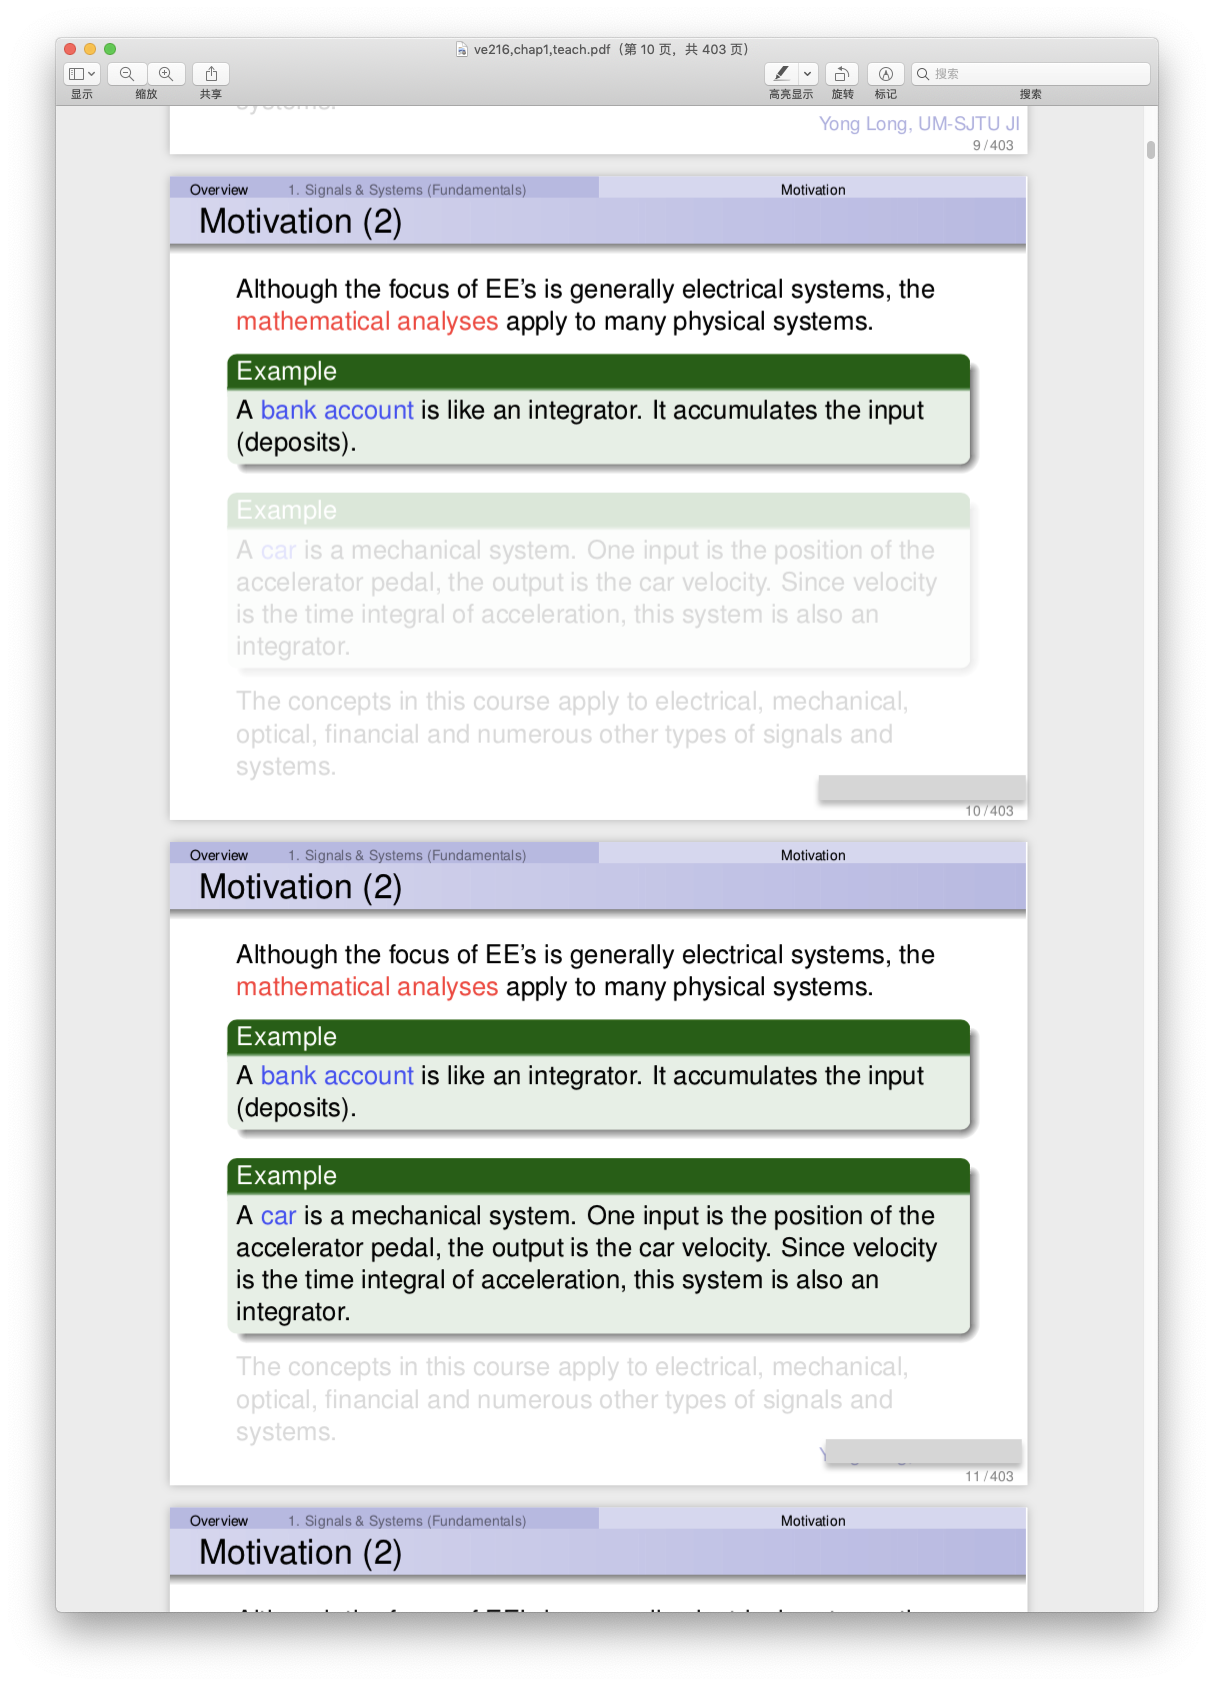 ve216,chap1,teach.pdf（第 10 页，共 403 页）
显示
缩放
共享
高亮显示
旋转
标记
搜索
搜索
systems.
Yong Long, UM-SJTU JI
9/403
Overview 1. Signals & Systems (Fundamentals) Motivation
Motivation (2)
Although the focus of EE's is generally electrical systems, the
mathematical analyses apply to many physical systems.
Example
A bank account is like an integrator. It accumulates the input
(deposits).
Example
A car is a mechanical system. One input is the position of the
accelerator pedal, the output is the car velocity. Since velocity
is the time integral of acceleration, this system is also an
integrator.
The concepts in this course apply to electrical, mechanical,
optical, financial and numerous other types of signals and
systems.
10/403
Overview 1. Signals & Systems (Fundamentals) Motivation
Motivation (2)
Although the focus of EE's is generally electrical systems, the
mathematical analyses apply to many physical systems.
Example
A bank account is like an integrator. It accumulates the input
(deposits).
Example
A car is a mechanical system. One input is the position of the
accelerator pedal, the output is the car velocity. Since velocity
is the time integral of acceleration, this system is also an
integrator.
The concepts in this course apply to electrical, mechanical,
optical, financial and numerous other types of signals and
systems.
11/403
Overview 1. Signals & Systems (Fundamentals) Motivation
Motivation (2)